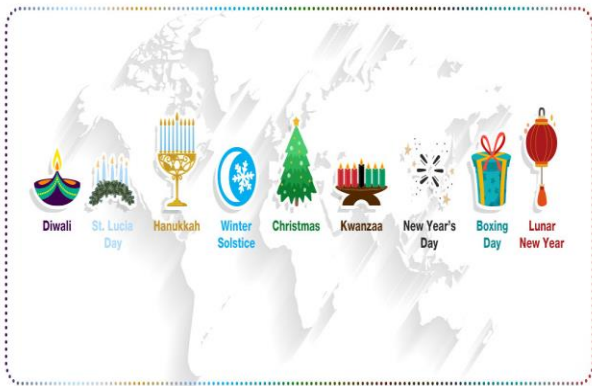 Diwali
St. Lucia
Day
Hanukkah
Winter
Solstice
Christmas
Kwanzaa
New Year's
Day
Boxing
Day
Lunar
New Year